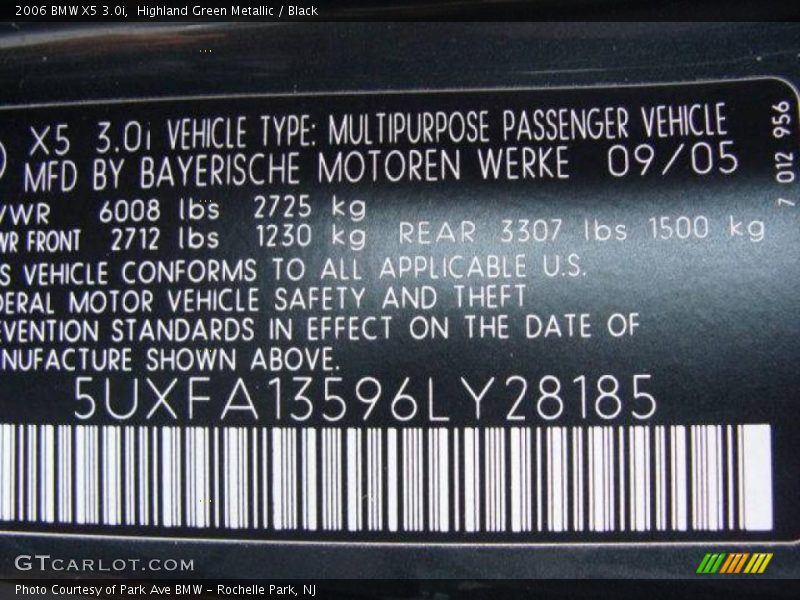 2006 BMW X5 3.0i, Highland Green Metallic / Black
X5 3.0i VEHICLE TYPE: MULTIPURPOSE PASSENGER VEHICLE
MFD BY BAYERISCHE MOTOREN WERKE 09/05
VWR 6008 lbs 2725 kg
WR FRONT 2712 lbs 1230 kg REAR 3307 lbs 1500 kg
S VEHICLE CONFORMS TO ALL APPLICABLE U.S.
DERAL MOTOR VEHICLE SAFETY AND THEFT
EVENTION STANDARDS IN EFFECT ON THE DATE OF
NUFACTURE SHOWN ABOVE.
5UXFA13596LY28185
7 012 956
GTCARLOT.COM
Photo Courtesy of Park Ave BMW - Rochelle Park, NJ